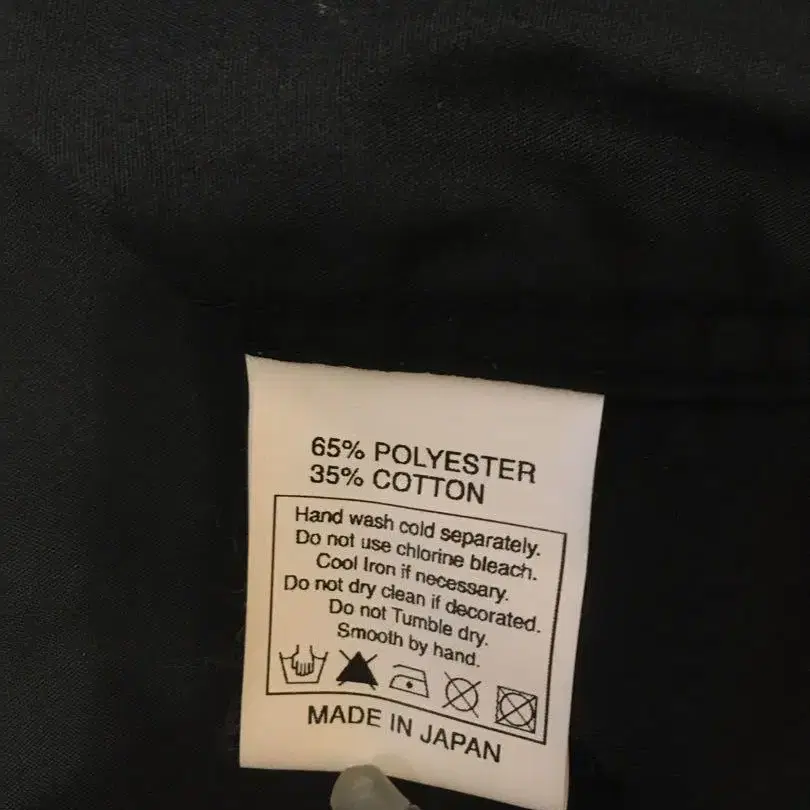 65% POLYESTER
35% COTTON
Hand wash cold separately.
Do not use chlorine bleach.
Cool Iron if necessary.
Do not dry clean if decorated.
Do not Tumble dry.
Smooth by hand.
MADE IN JAPAN